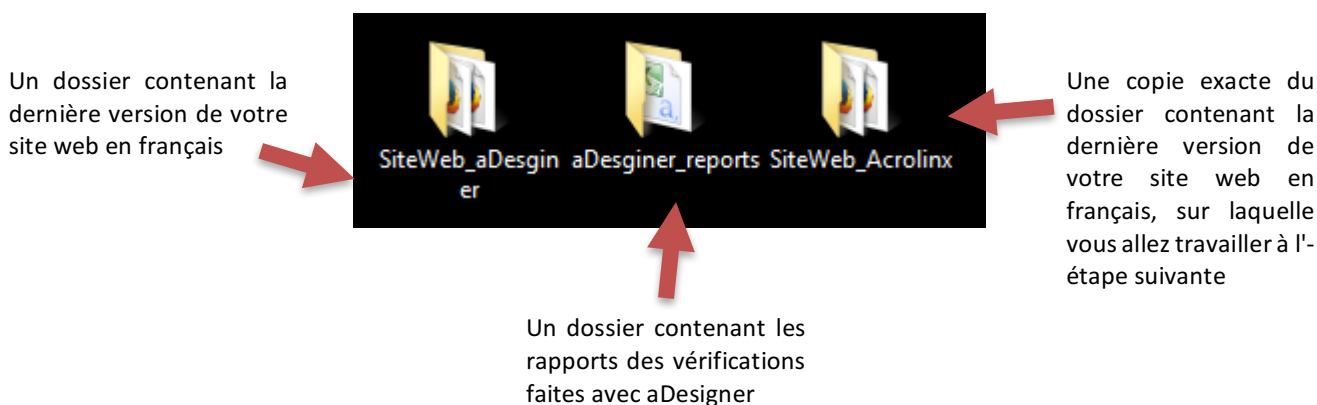 Un dossier contenant la
dernière version de votre
site web en français
SiteWeb_aDesgin
er
aDesginer_reports
SiteWeb_Acrolinx
Une copie exacte du
dossier contenant la
dernière version de
votre site web en
français, sur laquelle
vous allez travailler à l'-
étape suivante
Un dossier contenant les
rapports des vérifications
faites avec aDesigner